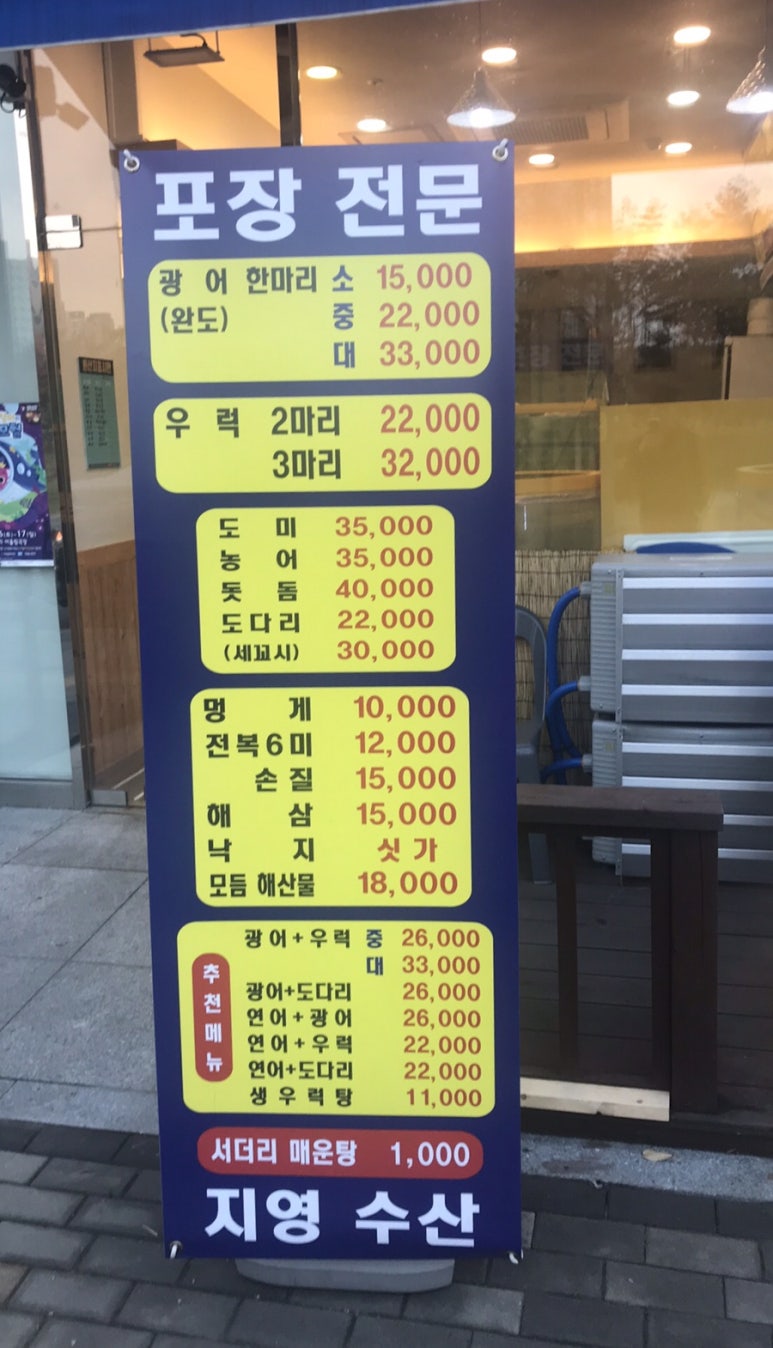 포장 전문
광어 한마리 소 15,000
(완도) 중 22,000
대 33,000
우럭 2마리 22,000
3마리 32,000
도미 35,000
농어 35,000
돗돔 40,000
도다리 22,000
(세꼬시) 30,000
멍게 10,000
전복6미 12,000
손질 15,000
해삼 15,000
낙지 싯가
모듬 해산물 18,000
추천메뉴
광어+우럭 중 26,000
대 33,000
광어+도다리 26,000
연어+광어 26,000
연어+우럭 22,000
연어+도다리 22,000
생우럭탕 11,000
서더리 매운탕 1,000
지영 수산